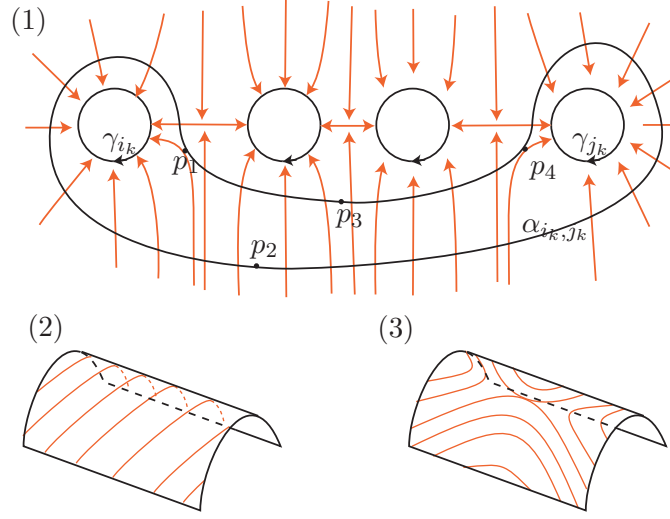 (1)
γ_{i_k}
γ_{j_k}
p_1
p_4
p_3
α_{i_k,j_k}
p_2
(2)
(3)